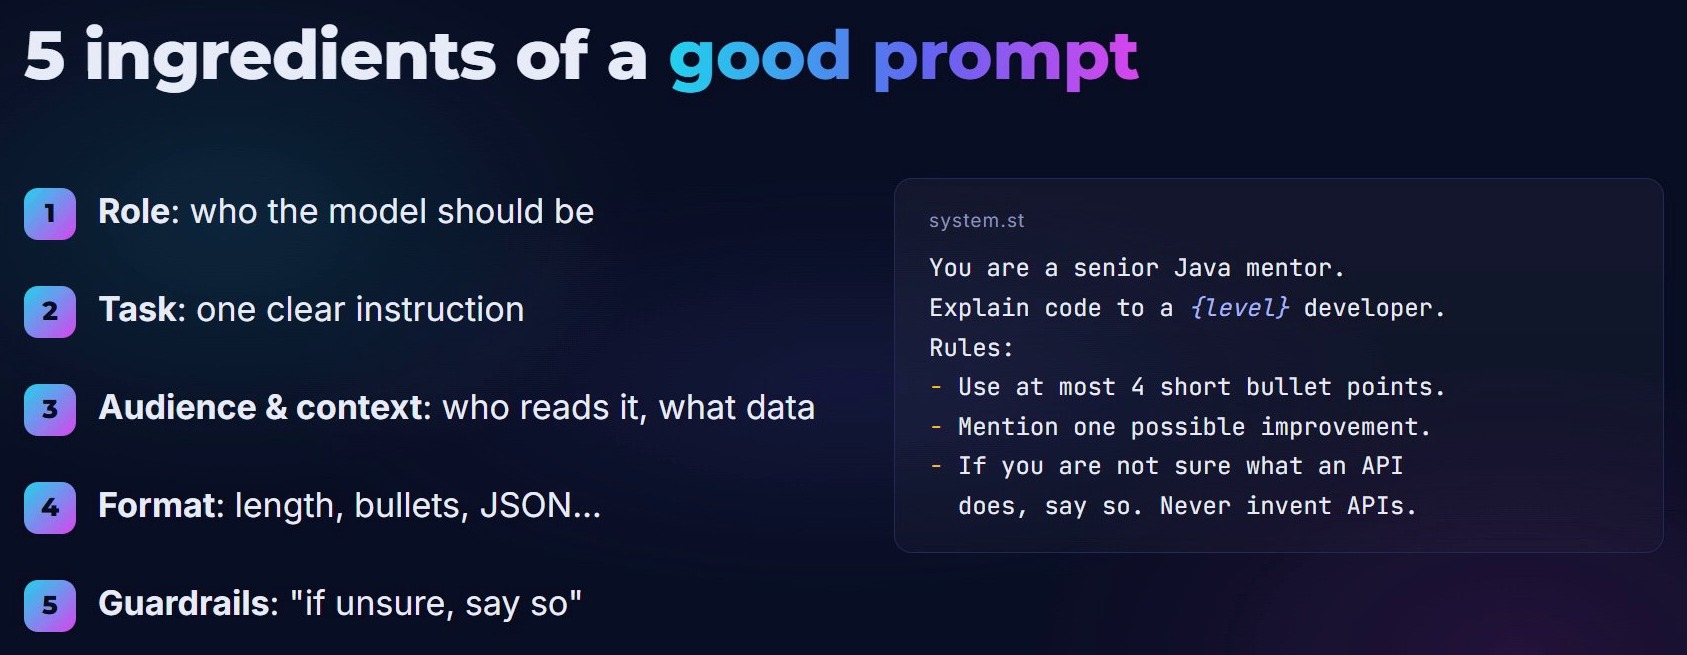 5 ingredients of a good prompt
1 Role: who the model should be
2 Task: one clear instruction
3 Audience & context: who reads it, what data
4 Format: length, bullets, JSON...
5 Guardrails: "if unsure, say so"
system.st
You are a senior Java mentor.
Explain code to a {level} developer.
Rules:
- Use at most 4 short bullet points.
- Mention one possible improvement.
- If you are not sure what an API
does, say so. Never invent APIs.